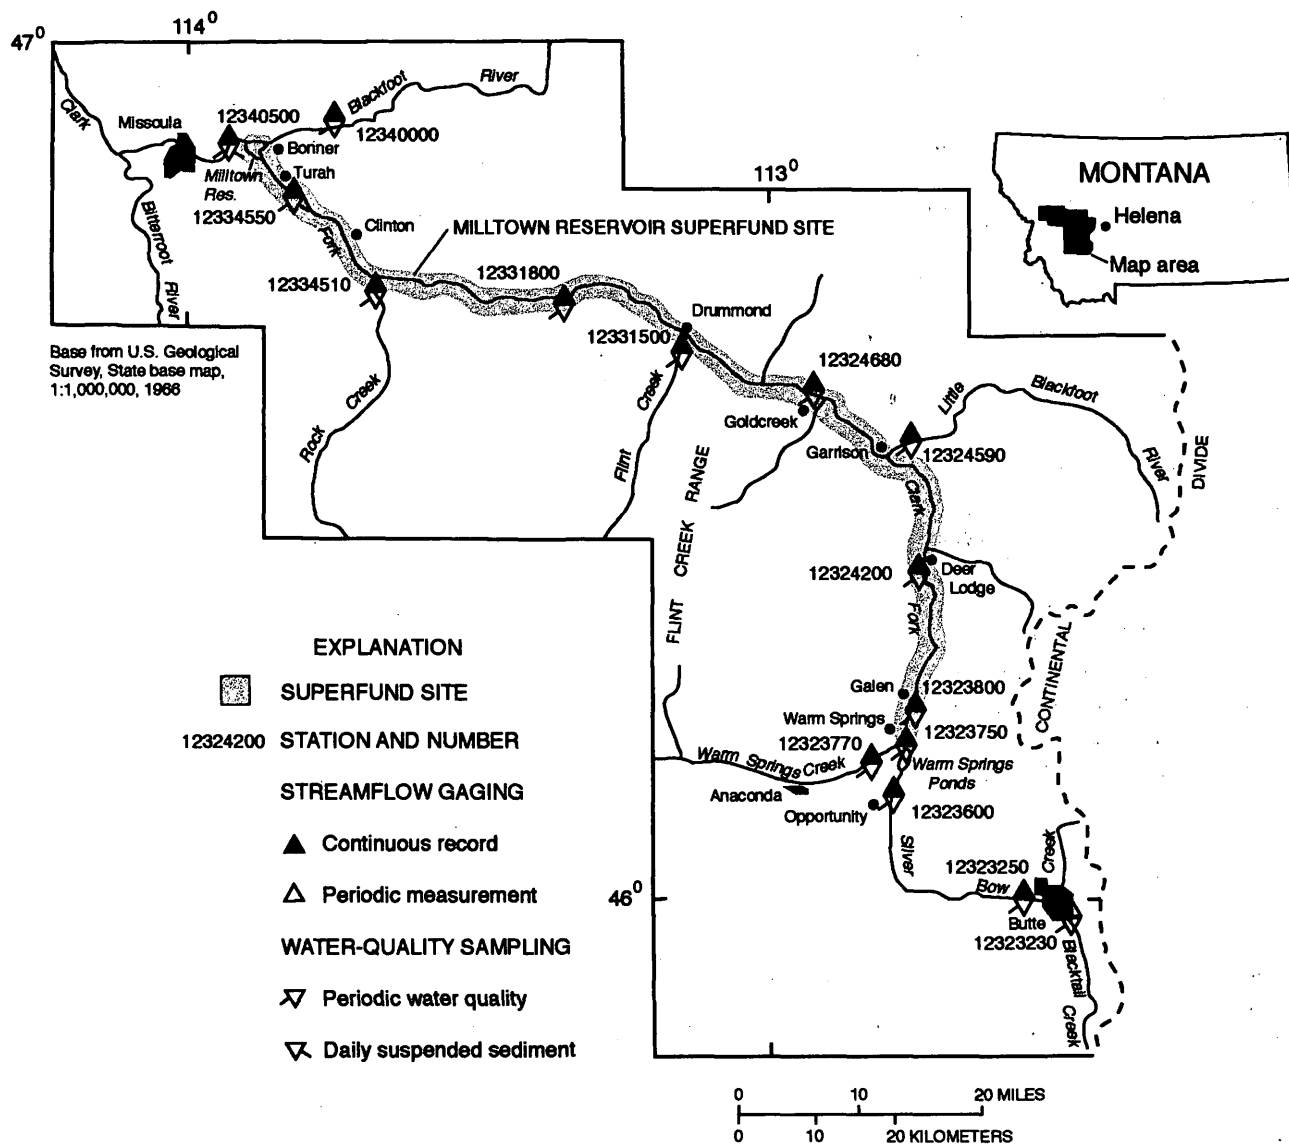 114⁰
47⁰
Clark
Missoula
12340500
Blackfoot
River
12340000
Bonner
Milltown
Res.
Turah
12334550
Bitterroot
River
Fork
Clinton
MILLTOWN RESERVOIR SUPERFUND SITE
113⁰
MONTANA
Helena
Map area
12334510
12331800
Drummond
12331500
12324680
Base from U.S. Geological
Survey, State base map,
1:1,000,000, 1966
Rock
Creek
Flint
Creek
Goldcreek
Garrison
Little
Blackfoot
River
12324590
DIVIDE
FLINT CREEK RANGE
Clark
12324200
Deer
Lodge
Fork
CONTINENTAL
Galen
12323800
Warm Springs
12323750
12323770
Warm Springs Creek
Warm Springs
Ponds
Anaconda
Opportunity
12323600
Silver
Bow
Creek
12323250
46⁰
Butte
12323230
Blacktail
Creek
EXPLANATION
SUPERFUND SITE
12324200 STATION AND NUMBER
STREAMFLOW GAGING
Continuous record
Periodic measurement
WATER-QUALITY SAMPLING
Periodic water quality
Daily suspended sediment
0 10 20 MILES
0 10 20 KILOMETERS